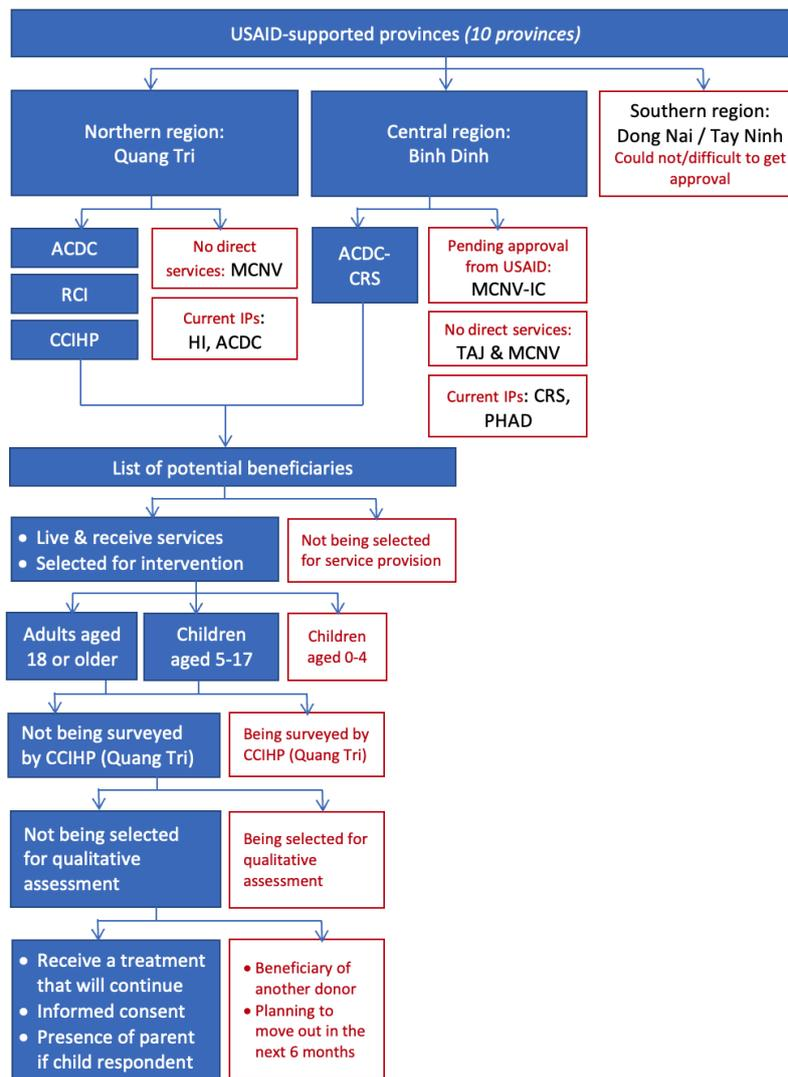 USAID-supported provinces (10 provinces)
Northern region:
Quang Tri
Central region:
Binh Dinh
Southern region:
Dong Nai / Tay Ninh
Could not/difficult to get
approval
ACDC
RCI
CCIHP
No direct
services: MCNV
Current IPs:
HI, ACDC
ACDC-
CRS
Pending approval
from USAID:
MCNV-IC
No direct services:
TAJ & MCNV
Current IPs: CRS,
PHAD
List of potential beneficiaries
• Live & receive services
• Selected for intervention
Not being selected
for service provision
Adults aged
18 or older
Children
aged 5-17
Children
aged 0-4
Not being surveyed
by CCIHP (Quang Tri)
Being surveyed by
CCIHP (Quang Tri)
Not being selected
for qualitative
assessment
Being selected for
qualitative
assessment
• Receive a treatment
that will continue
• Informed consent
• Presence of parent
if child respondent
• Beneficiary of
another donor
• Planning to
move out in the
next 6 months